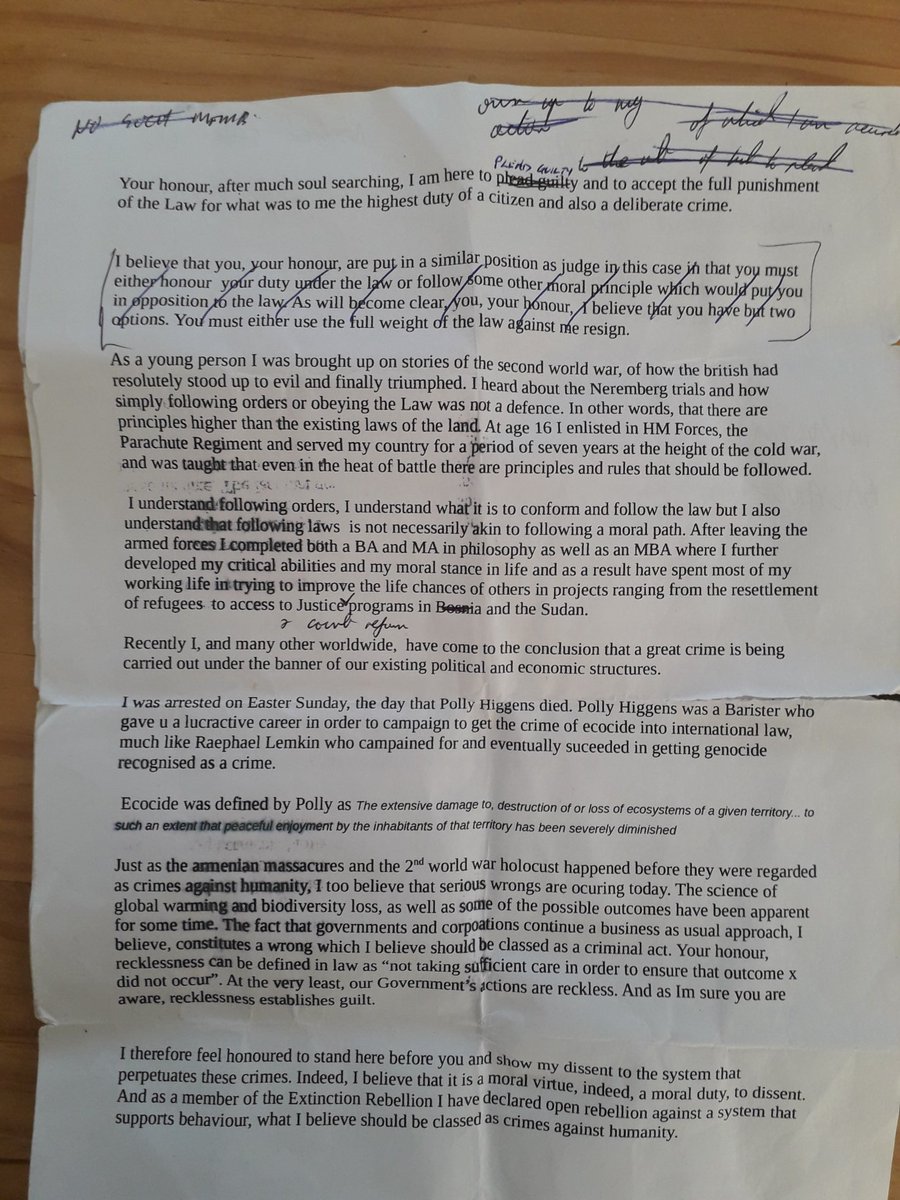 NO SUCH
own up to my
action of which I am
PLEAD GUILTY to the
Your honour, after much soul searching, I am here to plead guilty and to accept the full punishment
of the Law for what was to me the highest duty of a citizen and also a deliberate crime.
I believe that you, your honour, are put in a similar position as judge in this case in that you must
either honour your duty under the law or follow some other moral principle which would put you
in opposition to the law. As will become clear, you, your honour, I believe that you have but two
options. You must either use the full weight of the law against me resign.
As a young person I was brought up on stories of the second world war, of how the british had
resolutely stood up to evil and finally triumphed. I heard about the Neremberg trials and how
simply following orders or obeying the Law was not a defence. In other words, that there are
principles higher than the existing laws of the land. At age 16 I enlisted in HM Forces, the
Parachute Regiment and served my country for a period of seven years at the height of the cold war,
and was taught that even in the heat of battle there are principles and rules that should be followed.
I understand following orders, I understand what it is to conform and follow the law but I also
understand that following laws is not necessarily akin to following a moral path. After leaving the
armed forces I completed both a BA and MA in philosophy as well as an MBA where I further
developed my critical abilities and my moral stance in life and as a result have spent most of my
working life in trying to improve the life chances of others in projects ranging from the resettlement
of refugees to access to Justice programs in Bosnia and the Sudan.
& court reform
Recently I, and many other worldwide, have come to the conclusion that a great crime is being
carried out under the banner of our existing political and economic structures.
I was arrested on Easter Sunday, the day that Polly Higgens died. Polly Higgens was a Barister who
gave u a lucractive career in order to campaign to get the crime of ecocide into international law,
much like Raephael Lemkin who campained for and eventually suceeded in getting genocide
recognised as a crime.
Ecocide was defined by Polly as The extensive damage to, destruction of or loss of ecosystems of a given territory... to
such an extent that peaceful enjoyment by the inhabitants of that territory has been severely diminished
Just as the armenian massacures and the 2nd world war holocust happened before they were regarded
as crimes against humanity, I too believe that serious wrongs are ocuring today. The science of
global warming and biodiversity loss, as well as some of the possible outcomes have been apparent
for some time. The fact that governments and corpoations continue a business as usual approach, I
believe, constitutes a wrong which I believe should be classed as a criminal act. Your honour,
recklessness can be defined in law as “not taking sufficient care in order to ensure that outcome x
did not occur”. At the very least, our Government's actions are reckless. And as Im sure you are
aware, recklessness establishes guilt.
I therefore feel honoured to stand here before you and show my dissent to the system that
perpetuates these crimes. Indeed, I believe that it is a moral virtue, indeed, a moral duty, to dissent.
And as a member of the Extinction Rebellion I have declared open rebellion against a system that
supports behaviour, what I believe should be classed as crimes against humanity.